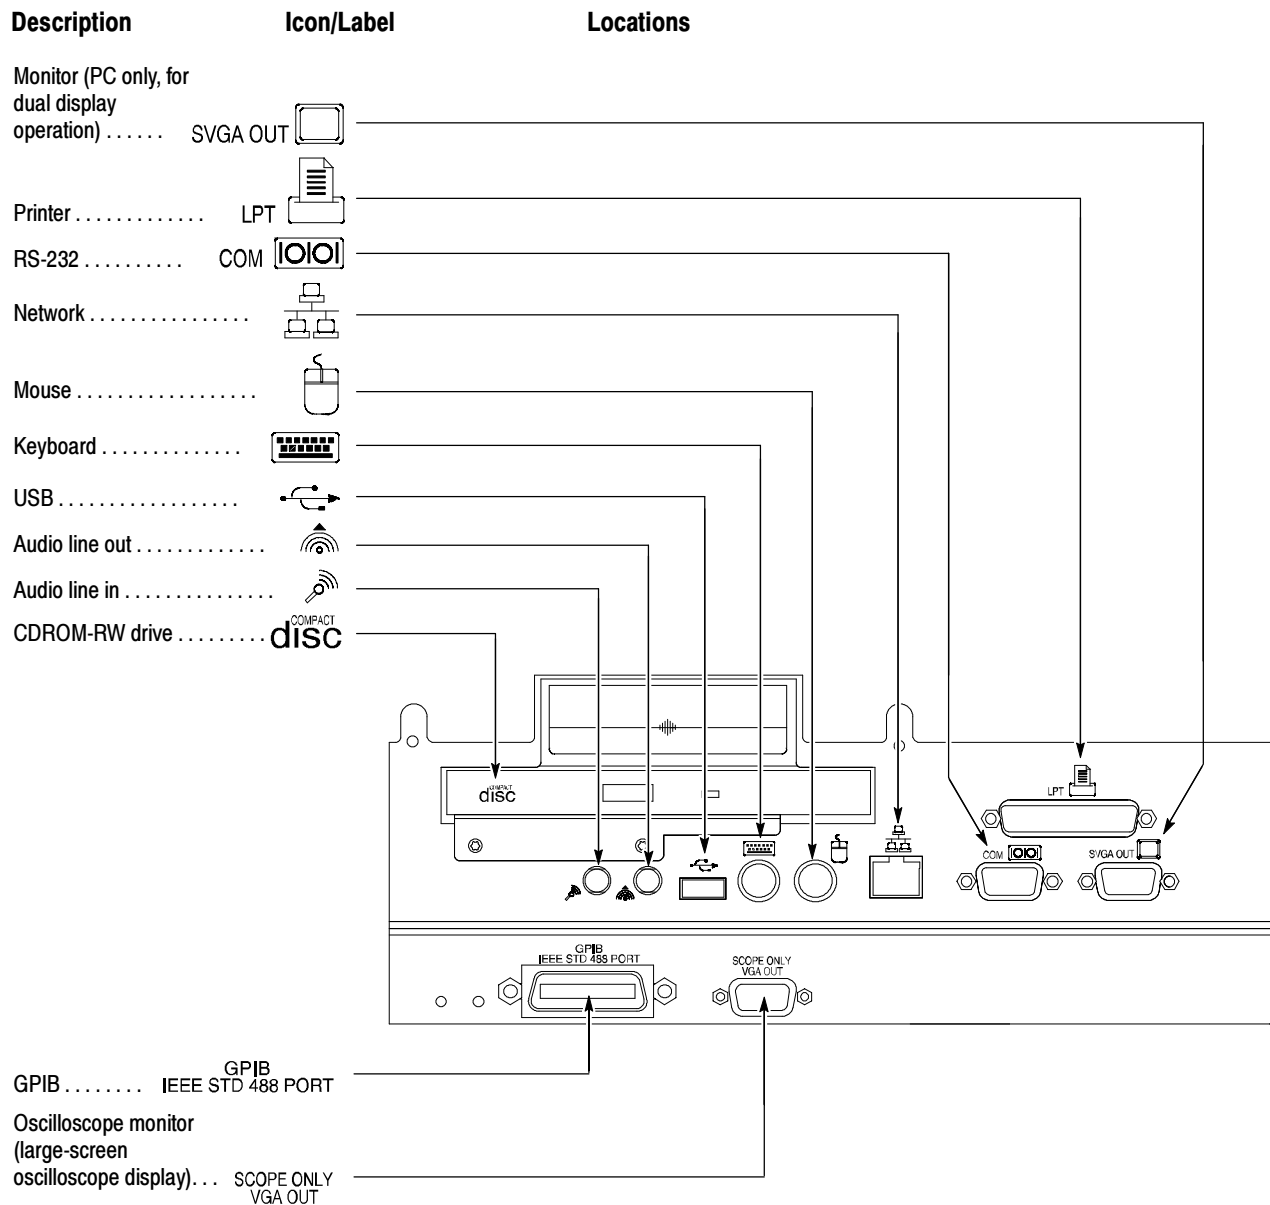 Description Icon/Label Locations
Monitor (PC only, for
dual display
operation) . . . . . . SVGA OUT
Printer . . . . . . . . . . . . . LPT
RS-232 . . . . . . . . . . COM
Network . . . . . . . . . . . . . . . .
Mouse . . . . . . . . . . . . . . . . . .
Keyboard . . . . . . . . . . . . . .
USB . . . . . . . . . . . . . . . . . .
Audio line out . . . . . . . . . . . . .
Audio line in . . . . . . . . . . . . . . .
CDROM-RW drive . . . . . . . . . COMPACT disc
COMPACT
disc
LPT
COM
SVGA OUT
GPIB
IEEE STD 488 PORT
SCOPE ONLY
VGA OUT
GPIB . . . . . . . . GPIB
IEEE STD 488 PORT
Oscilloscope monitor
(large-screen
oscilloscope display). . . SCOPE ONLY
VGA OUT